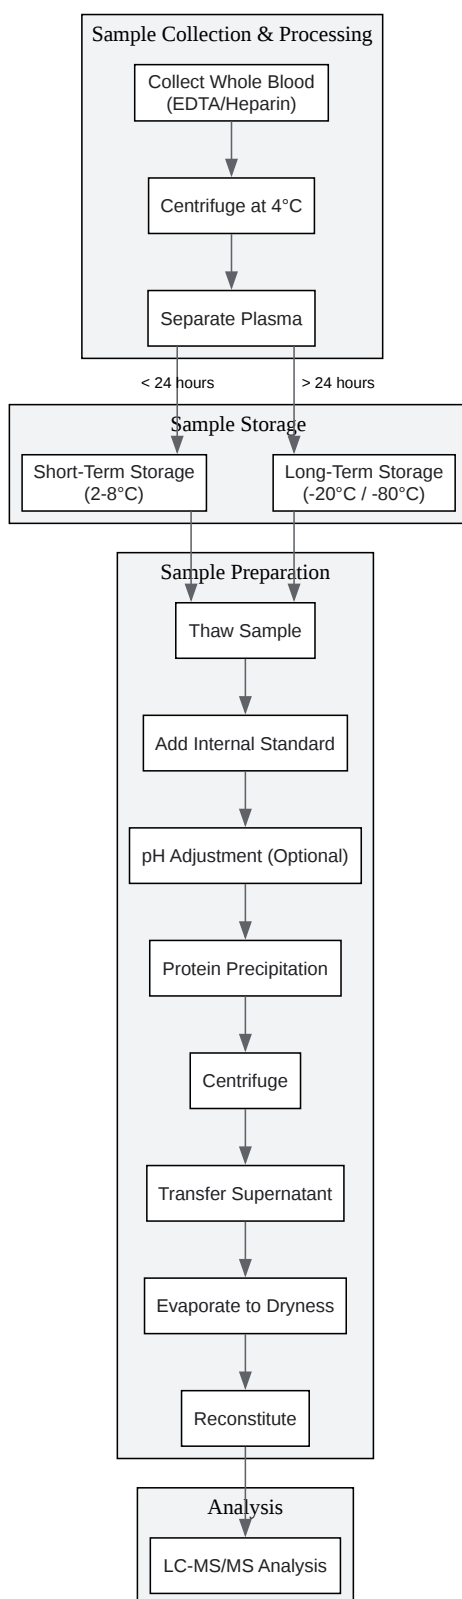 Sample Collection & Processing
Collect Whole Blood
(EDTA/Heparin)
Centrifuge at 4°C
Separate Plasma
< 24 hours
> 24 hours
Sample Storage
Short-Term Storage
(2-8°C)
Long-Term Storage
(-20°C / -80°C)
Sample Preparation
Thaw Sample
Add Internal Standard
pH Adjustment (Optional)
Protein Precipitation
Centrifuge
Transfer Supernatant
Evaporate to Dryness
Reconstitute
Analysis
LC-MS/MS Analysis